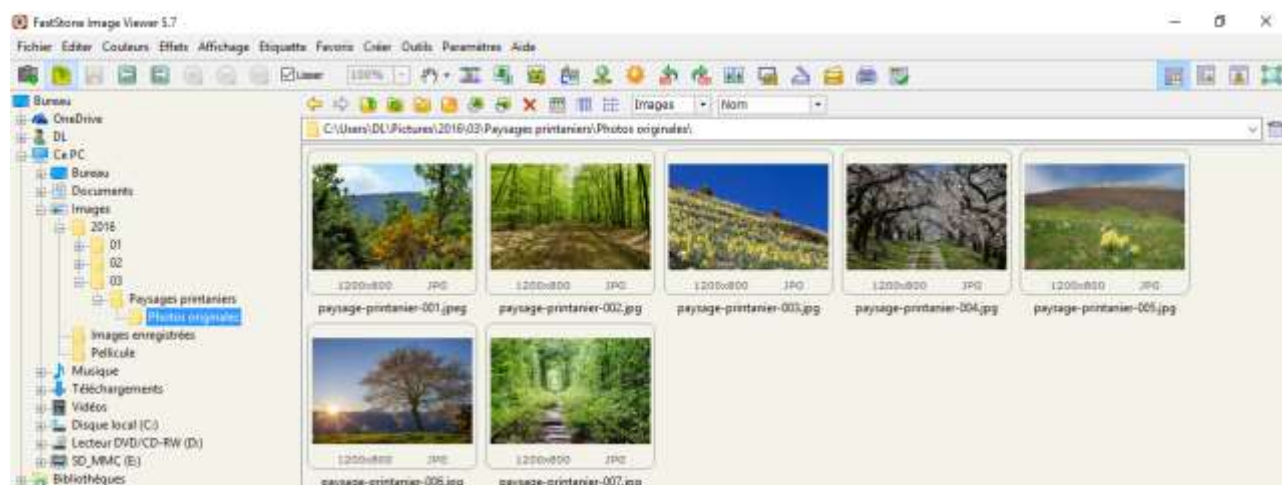 FastStone Image Viewer 5.7
Fichier Editer Couleurs Effets Affichage Etiquette Favoris Créer Outils Paramètres Aide
Lisser 100%
Bureau
OneDrive
DL
Ce PC
Bureau
Documents
Images
2016
01
02
03
Paysages printaniers
Photos originales
Images enregistrées
Pellicule
Musique
Téléchargements
Vidéos
Disque local (C:)
Lecteur DVD/CD-RW (D:)
SD_MMC (E:)
Bibliothèques
Images Nom
C:\Users\DL\Pictures\2016\03\Paysages printaniers\Photos originales\
1200x800 JPG
paysage-printanier-001.jpeg
1200x800 JPG
paysage-printanier-002.jpg
1200x800 JPG
paysage-printanier-003.jpg
1200x800 JPG
paysage-printanier-004.jpg
1200x800 JPG
paysage-printanier-005.jpg
1200x800 JPG
paysage-printanier-006.jpg
1200x800 JPG
paysage-printanier-007.jpg